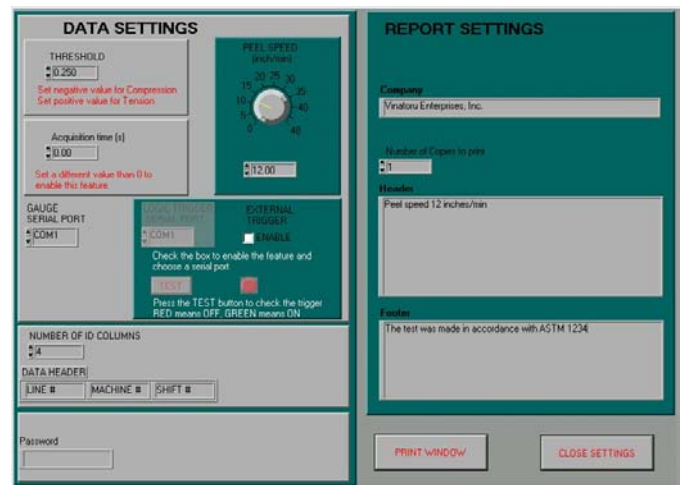 DATA SETTINGS
THRESHOLD
0.250
Set negative value for Compression
Set positive value for Tension
PEEL SPEED
(inch/min)
0
5
10
15
20
25
30
35
40
48
12.00
Acquisition time (s)
0.00
Set a different value than 0 to
enable this feature
GAUGE
SERIAL PORT
COM1
LOGIC TRIGGER
SERIAL PORT
COM1
EXTERNAL
TRIGGER
ENABLE
Check the box to enable the feature and
choose a serial port
TEST
Press the TEST button to check the trigger
RED means OFF, GREEN means ON
NUMBER OF ID COLUMNS
4
DATA HEADER
LINE #
MACHINE #
SHIFT #
Password
REPORT SETTINGS
Company
Vinatoru Enterprises, Inc.
Number of Copies to print
1
Header
Peel speed 12 inches/min
Footer
The test was made in accordance with ASTM 1234
PRINT WINDOW
CLOSE SETTINGS